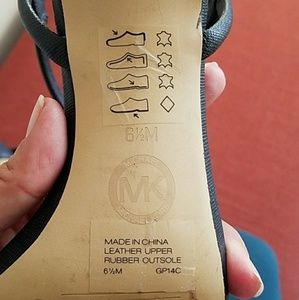 6½M
MK
MADE IN CHINA
LEATHER UPPER
RUBBER OUTSOLE
6½M GP14C